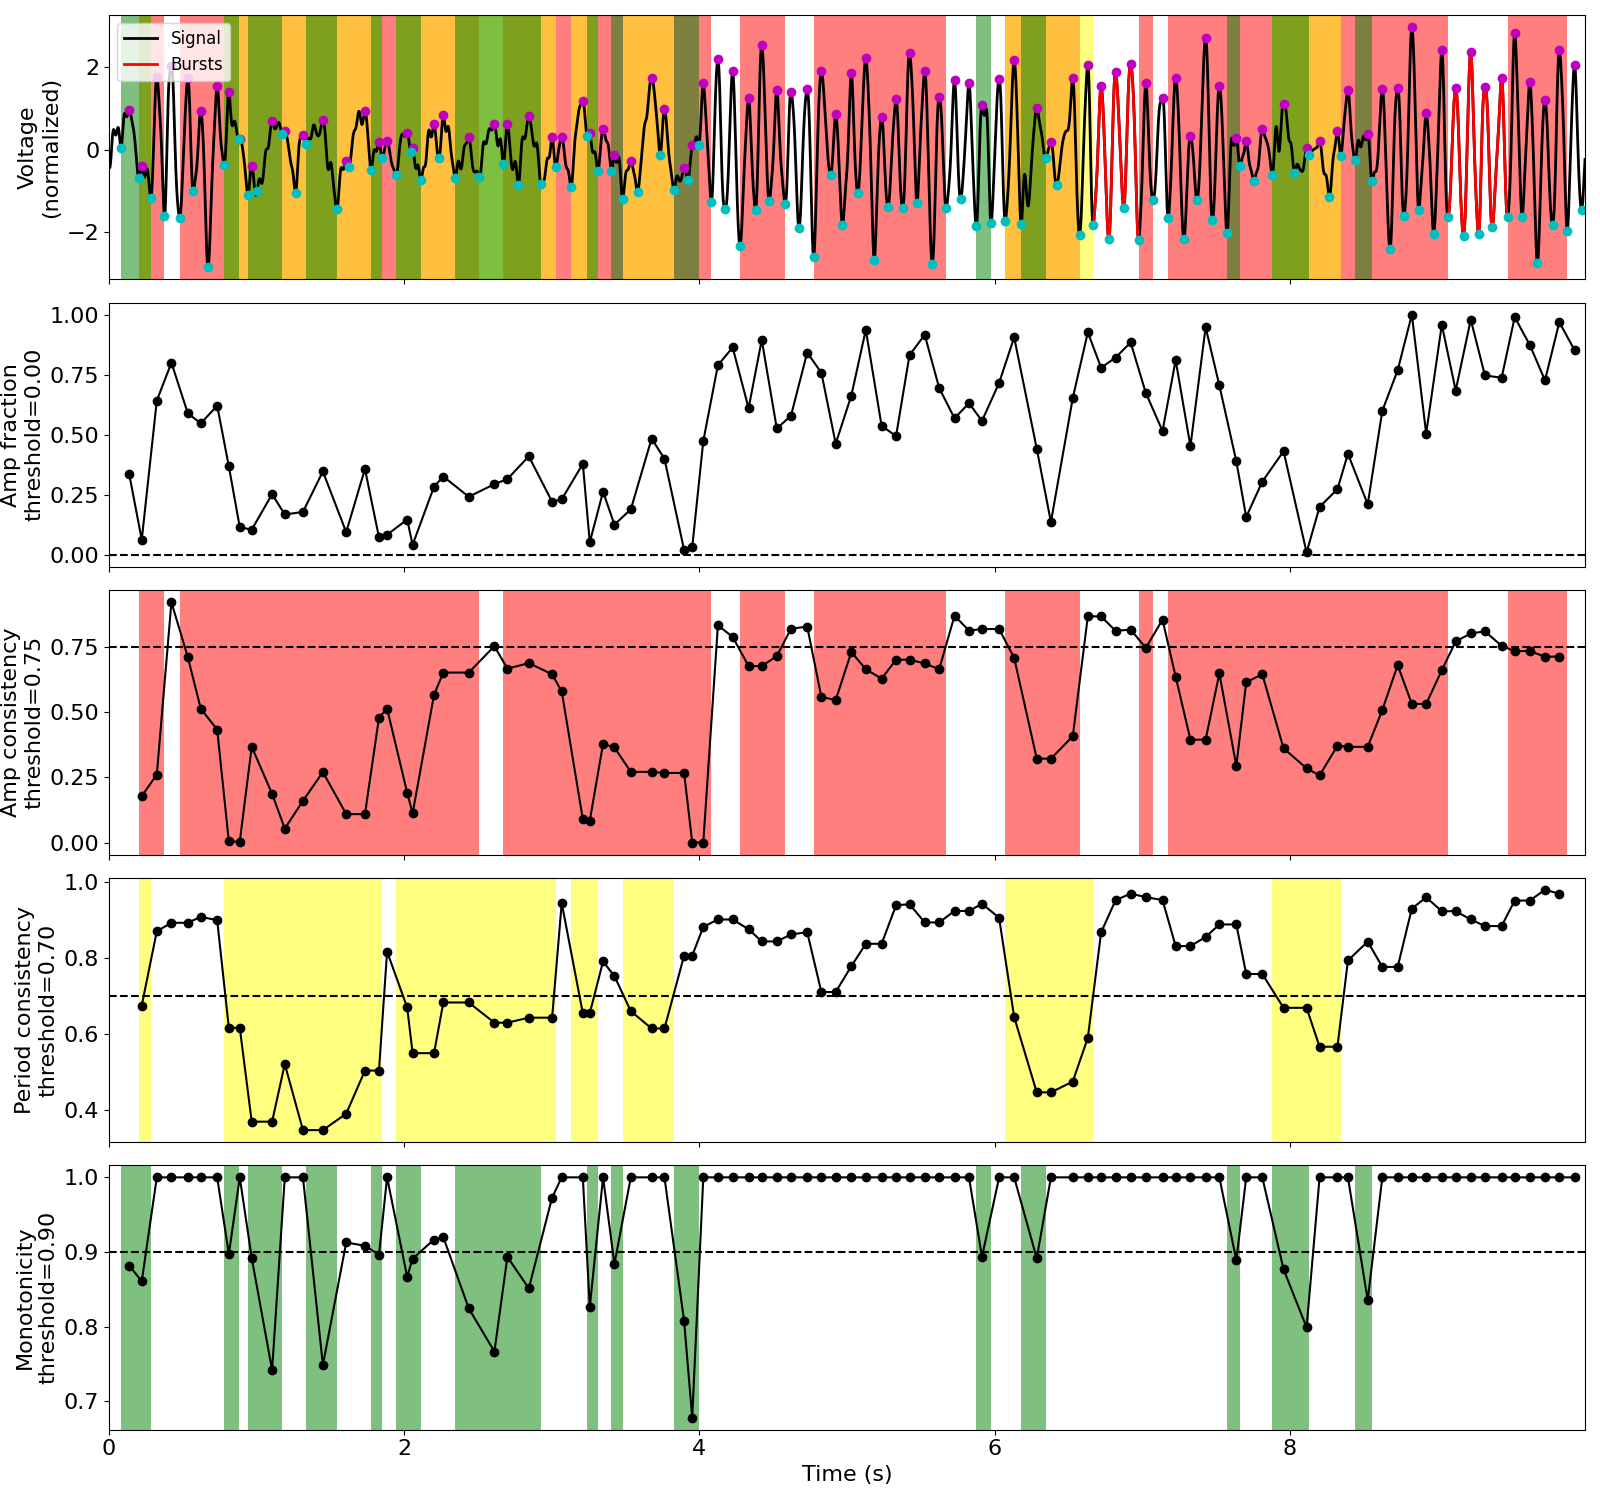 Signal
Bursts
Voltage
(normalized)
2
0
−2
Amp fraction
threshold=0.00
1.00
0.75
0.50
0.25
0.00
Amp consistency
threshold=0.75
0.75
0.50
0.25
0.00
Period consistency
threshold=0.70
1.0
0.8
0.6
0.4
Monotonicity
threshold=0.90
1.0
0.9
0.8
0.7
0 2 4 6 8
Time (s)